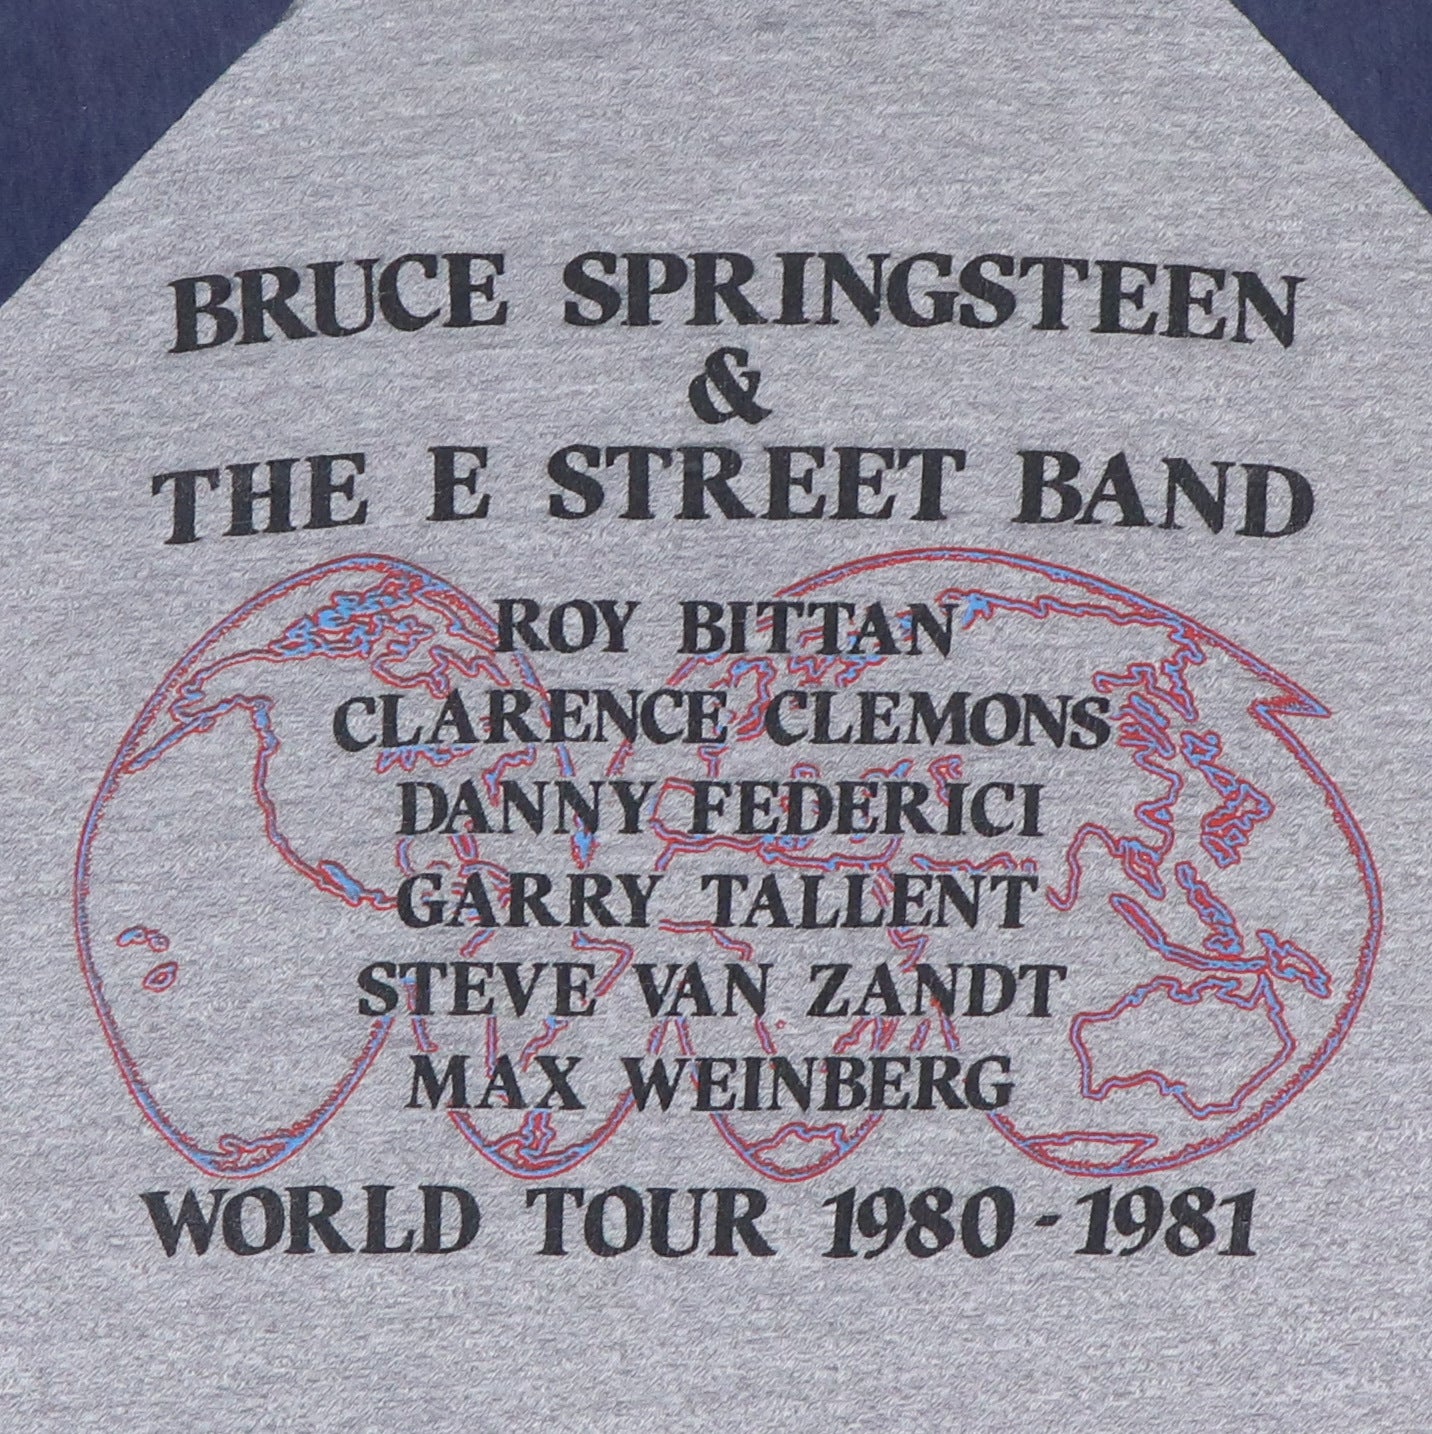 BRUCE SPRINGSTEEN
&
THE E STREET BAND
ROY BITTAN
CLARENCE CLEMONS
DANNY FEDERICI
GARRY TALLENT
STEVE VAN ZANDT
MAX WEINBERG
WORLD TOUR 1980-1981